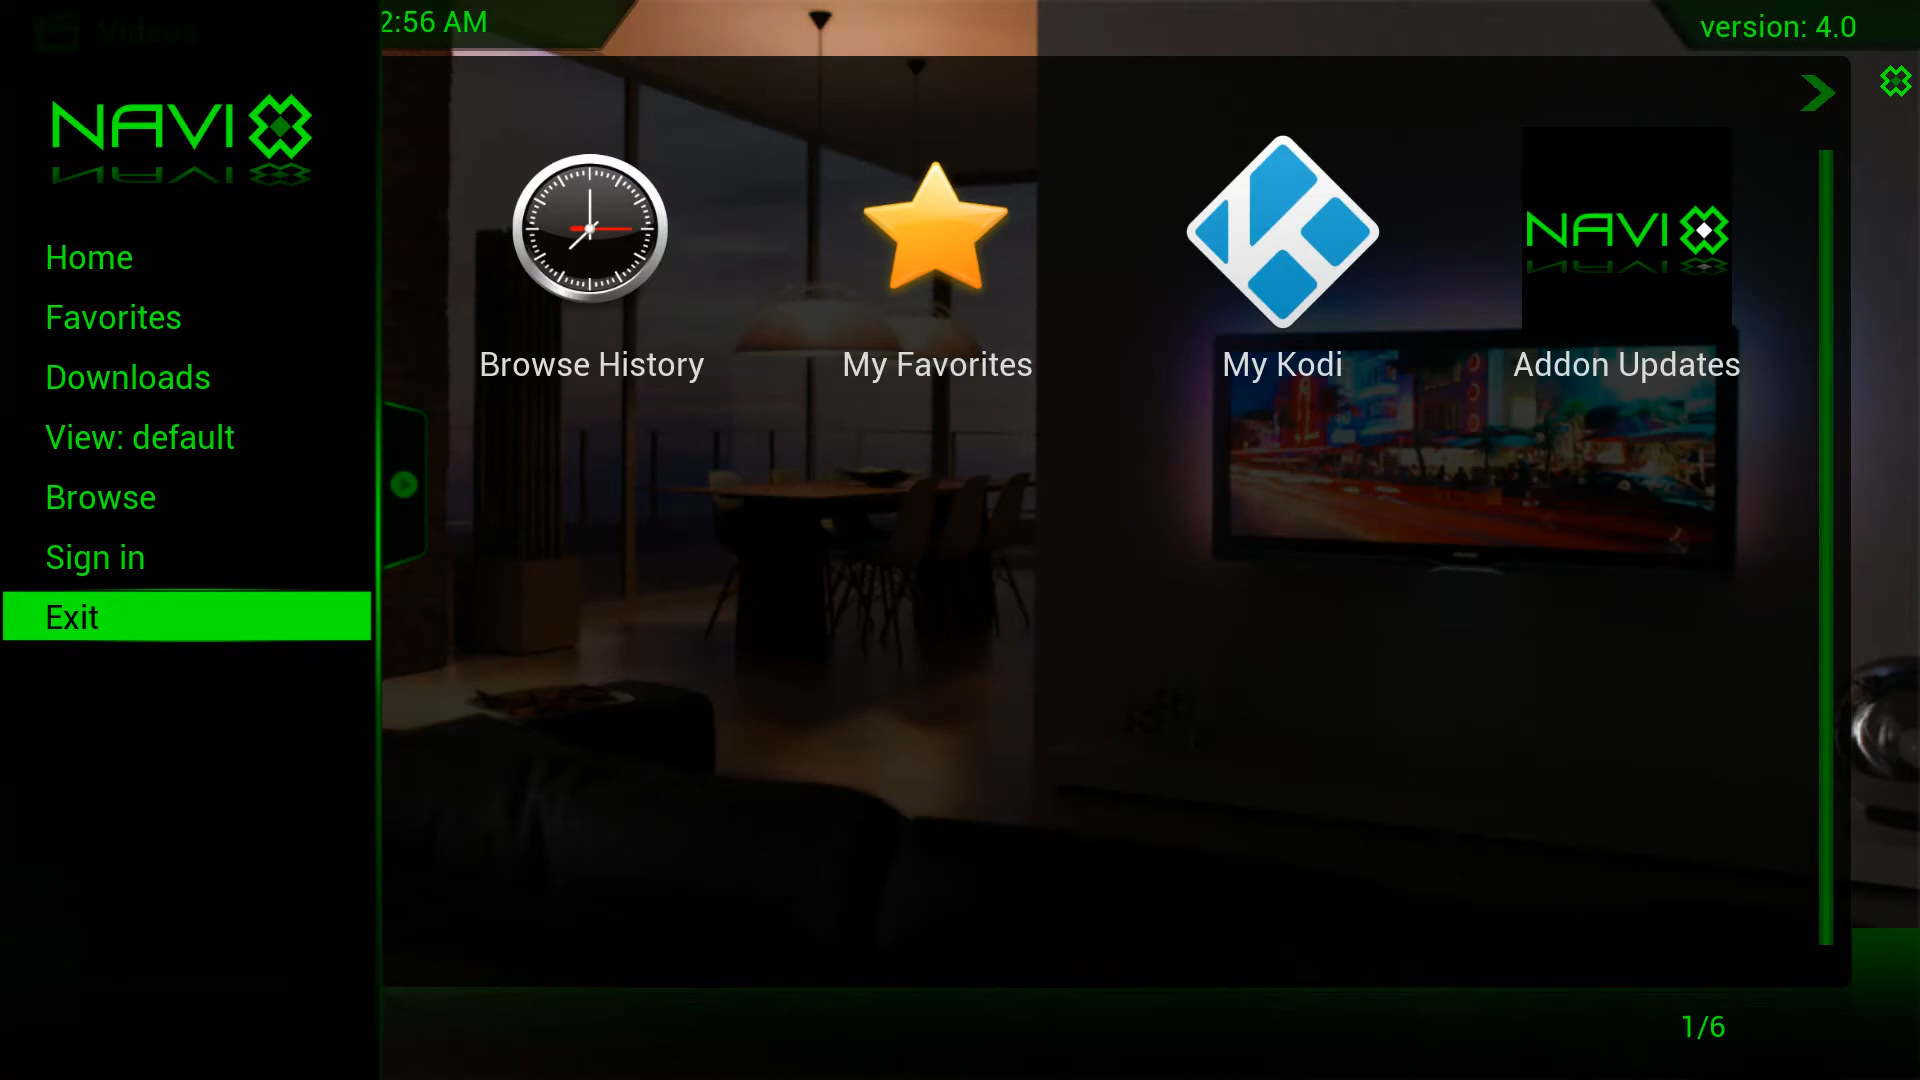 Videos
2:56 AM
version: 4.0
NAVI
Home
Favorites
Downloads
View: default
Browse
Sign in
Exit
NAVI
Browse History
My Favorites
My Kodi
Addon Updates
1/6